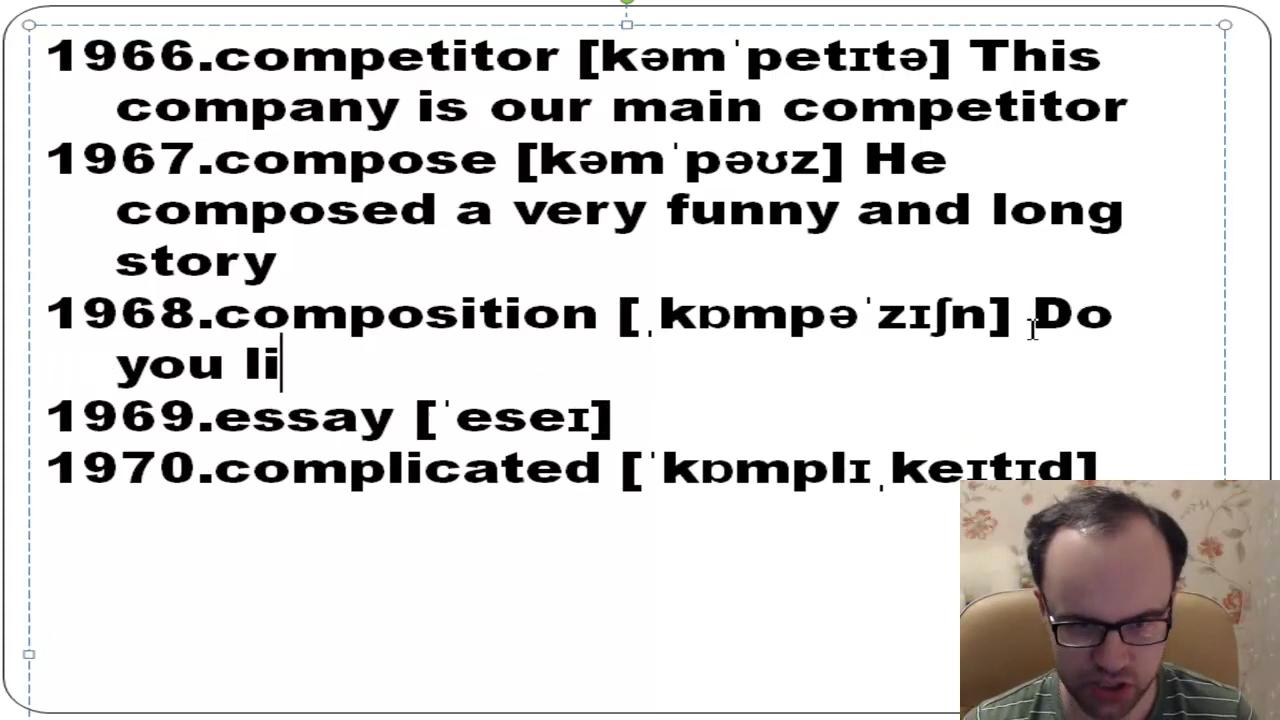 1966.competitor [kəmˈpetɪtə] This
company is our main competitor
1967.compose [kəmˈpəʊz] He
composed a very funny and long
story
1968.composition [ˌkɒmpəˈzɪʃn] Do
you li
1969.essay [ˈeseɪ]
1970.complicated [ˈkɒmplɪˌkeɪtɪd]